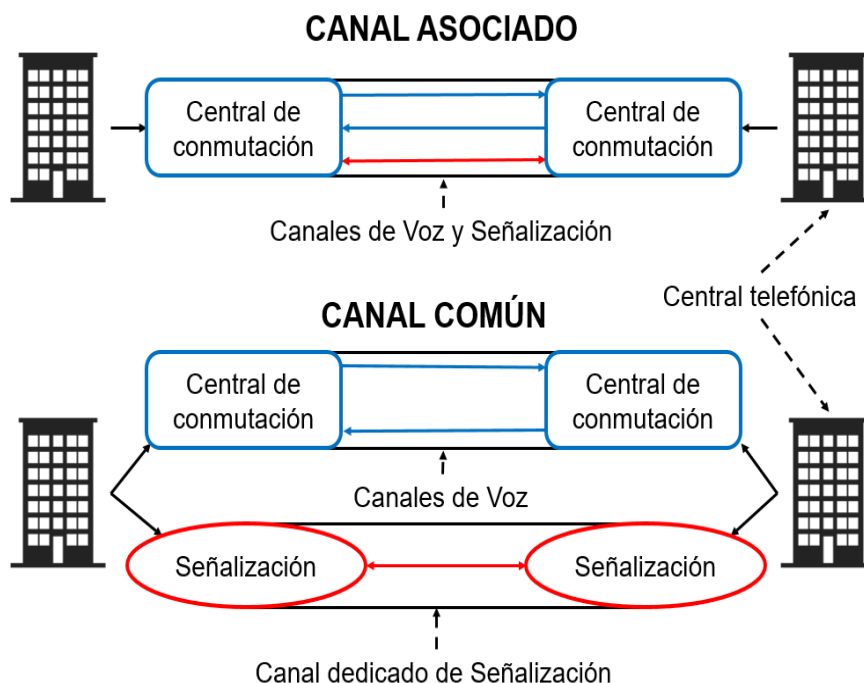 CANAL ASOCIADO
Central de
conmutación
Central de
conmutación
Canales de Voz y Señalización
Central telefónica
CANAL COMÚN
Central de
conmutación
Central de
conmutación
Canales de Voz
Señalización
Señalización
Canal dedicado de Señalización